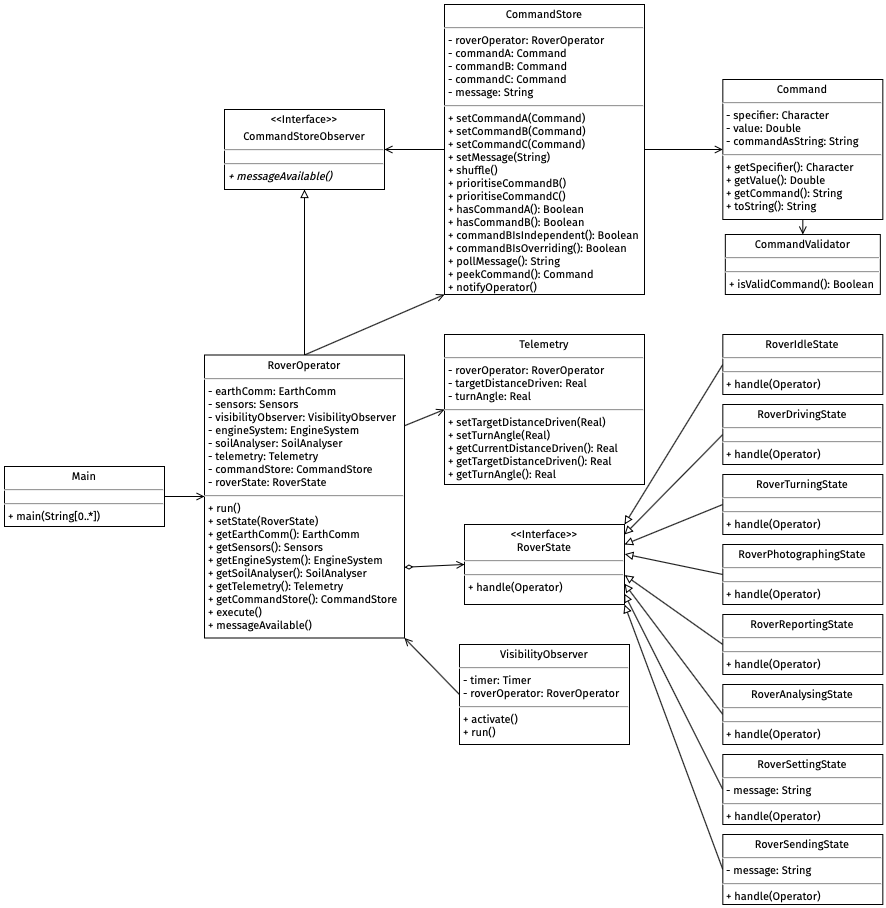 CommandStore
- roverOperator: RoverOperator
- commandA: Command
- commandB: Command
- commandC: Command
- message: String
+ setCommandA(Command)
+ setCommandB(Command)
+ setCommandC(Command)
+ setMessage(String)
+ shuffle()
+ prioritiseCommandB()
+ prioritiseCommandC()
+ hasCommandA(): Boolean
+ hasCommandB(): Boolean
+ commandBIsIndependent(): Boolean
+ commandBIsOverriding(): Boolean
+ pollMessage(): String
+ peekCommand(): Command
+ notifyOperator()
<<Interface>>
CommandStoreObserver
+ messageAvailable()
Command
- specifier: Character
- value: Double
- commandAsString: String
+ getSpecifier(): Character
+ getValue(): Double
+ getCommand(): String
+ toString(): String
CommandValidator
+ isValidCommand(): Boolean
RoverOperator
- earthComm: EarthComm
- sensors: Sensors
- visibilityObserver: VisibilityObserver
- engineSystem: EngineSystem
- soilAnalyser: SoilAnalyser
- telemetry: Telemetry
- commandStore: CommandStore
- roverState: RoverState
+ run()
+ setState(RoverState)
+ getEarthComm(): EarthComm
+ getSensors(): Sensors
+ getEngineSystem(): EngineSystem
+ getSoilAnalyser(): SoilAnalyser
+ getTelemetry(): Telemetry
+ getCommandStore(): CommandStore
+ execute()
+ messageAvailable()
Telemetry
- roverOperator: RoverOperator
- targetDistanceDriven: Real
- turnAngle: Real
+ setTargetDistanceDriven(Real)
+ setTurnAngle(Real)
+ getCurrentDistanceDriven(): Real
+ getTargetDistanceDriven(): Real
+ getTurnAngle(): Real
Main
+ main(String[0..*])
<<Interface>>
RoverState
+ handle(Operator)
VisibilityObserver
- timer: Timer
- roverOperator: RoverOperator
+ activate()
+ run()
RoverIdleState
+ handle(Operator)
RoverDrivingState
+ handle(Operator)
RoverTurningState
+ handle(Operator)
RoverPhotographingState
+ handle(Operator)
RoverReportingState
+ handle(Operator)
RoverAnalysingState
+ handle(Operator)
RoverSettingState
- message: String
+ handle(Operator)
RoverSendingState
- message: String
+ handle(Operator)